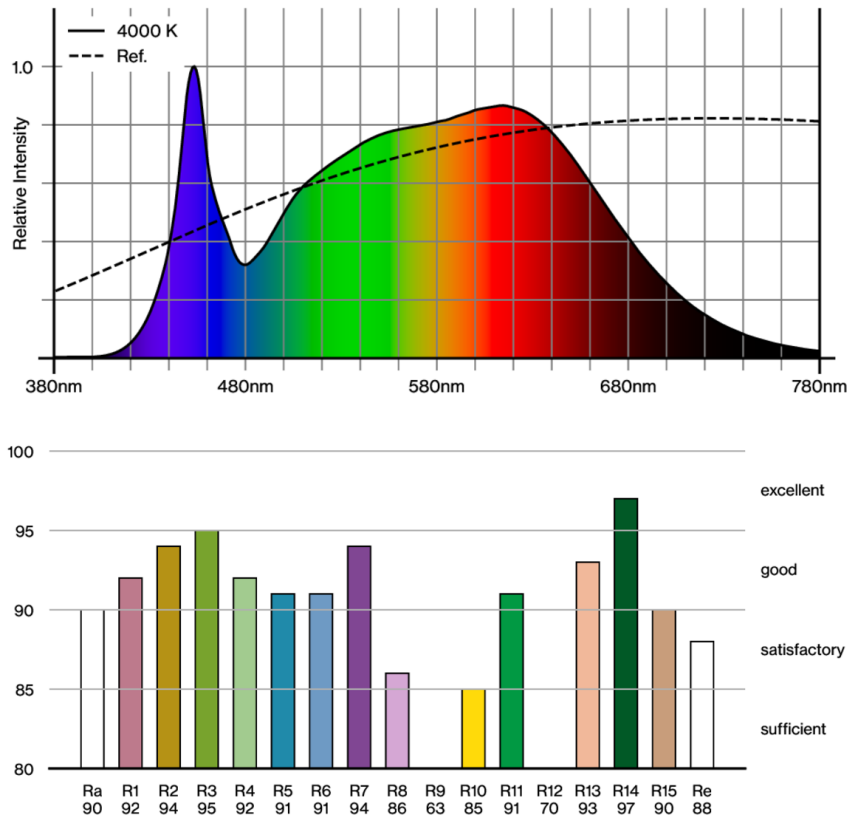 4000 K
Ref.
1.0
Relative Intensity
380nm 480nm 580nm 680nm 780nm
100
excellent
95
good
90
satisfactory
85
sufficient
80
Ra R1 R2 R3 R4 R5 R6 R7 R8 R9 R10 R11 R12 R13 R14 R15 Re
90 92 94 95 92 91 91 94 86 63 85 91 70 93 97 90 88